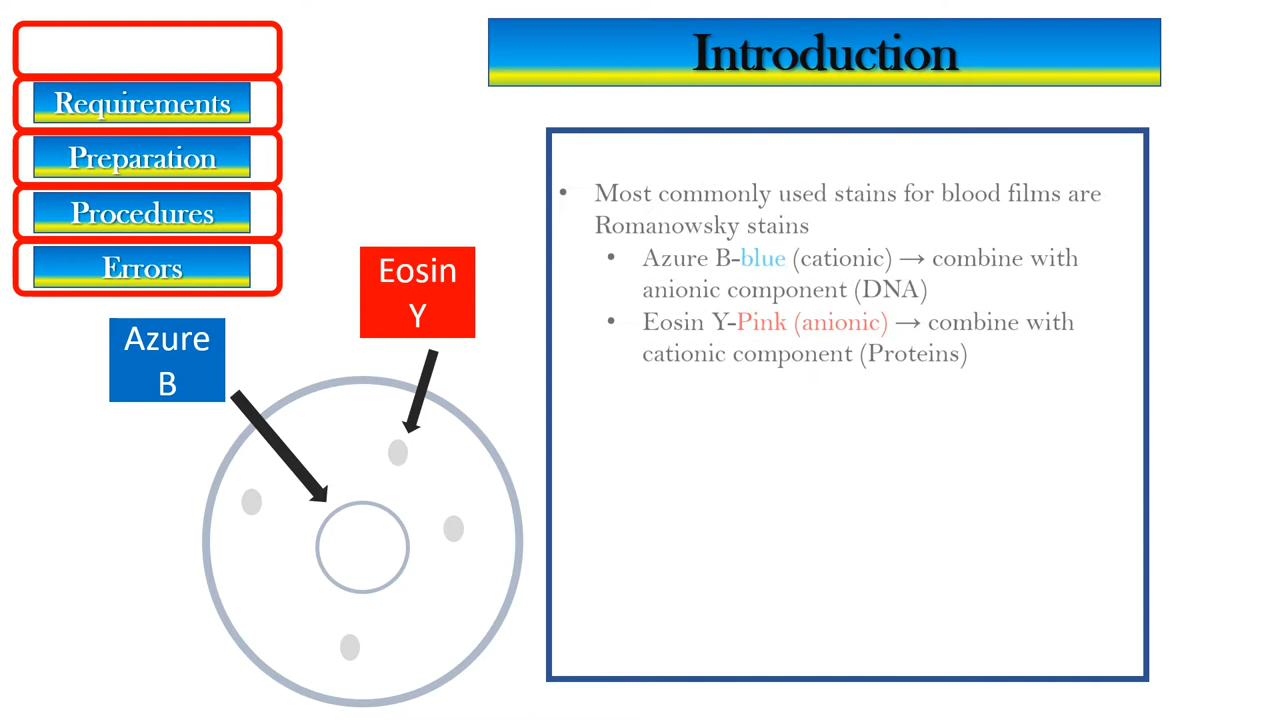 Introduction
Requirements
Preparation
Procedures
Errors
Eosin
Y
Azure
B
• Most commonly used stains for blood films are
Romanowsky stains
• Azure B-blue (cationic) → combine with
anionic component (DNA)
• Eosin Y-Pink (anionic) → combine with
cationic component (Proteins)